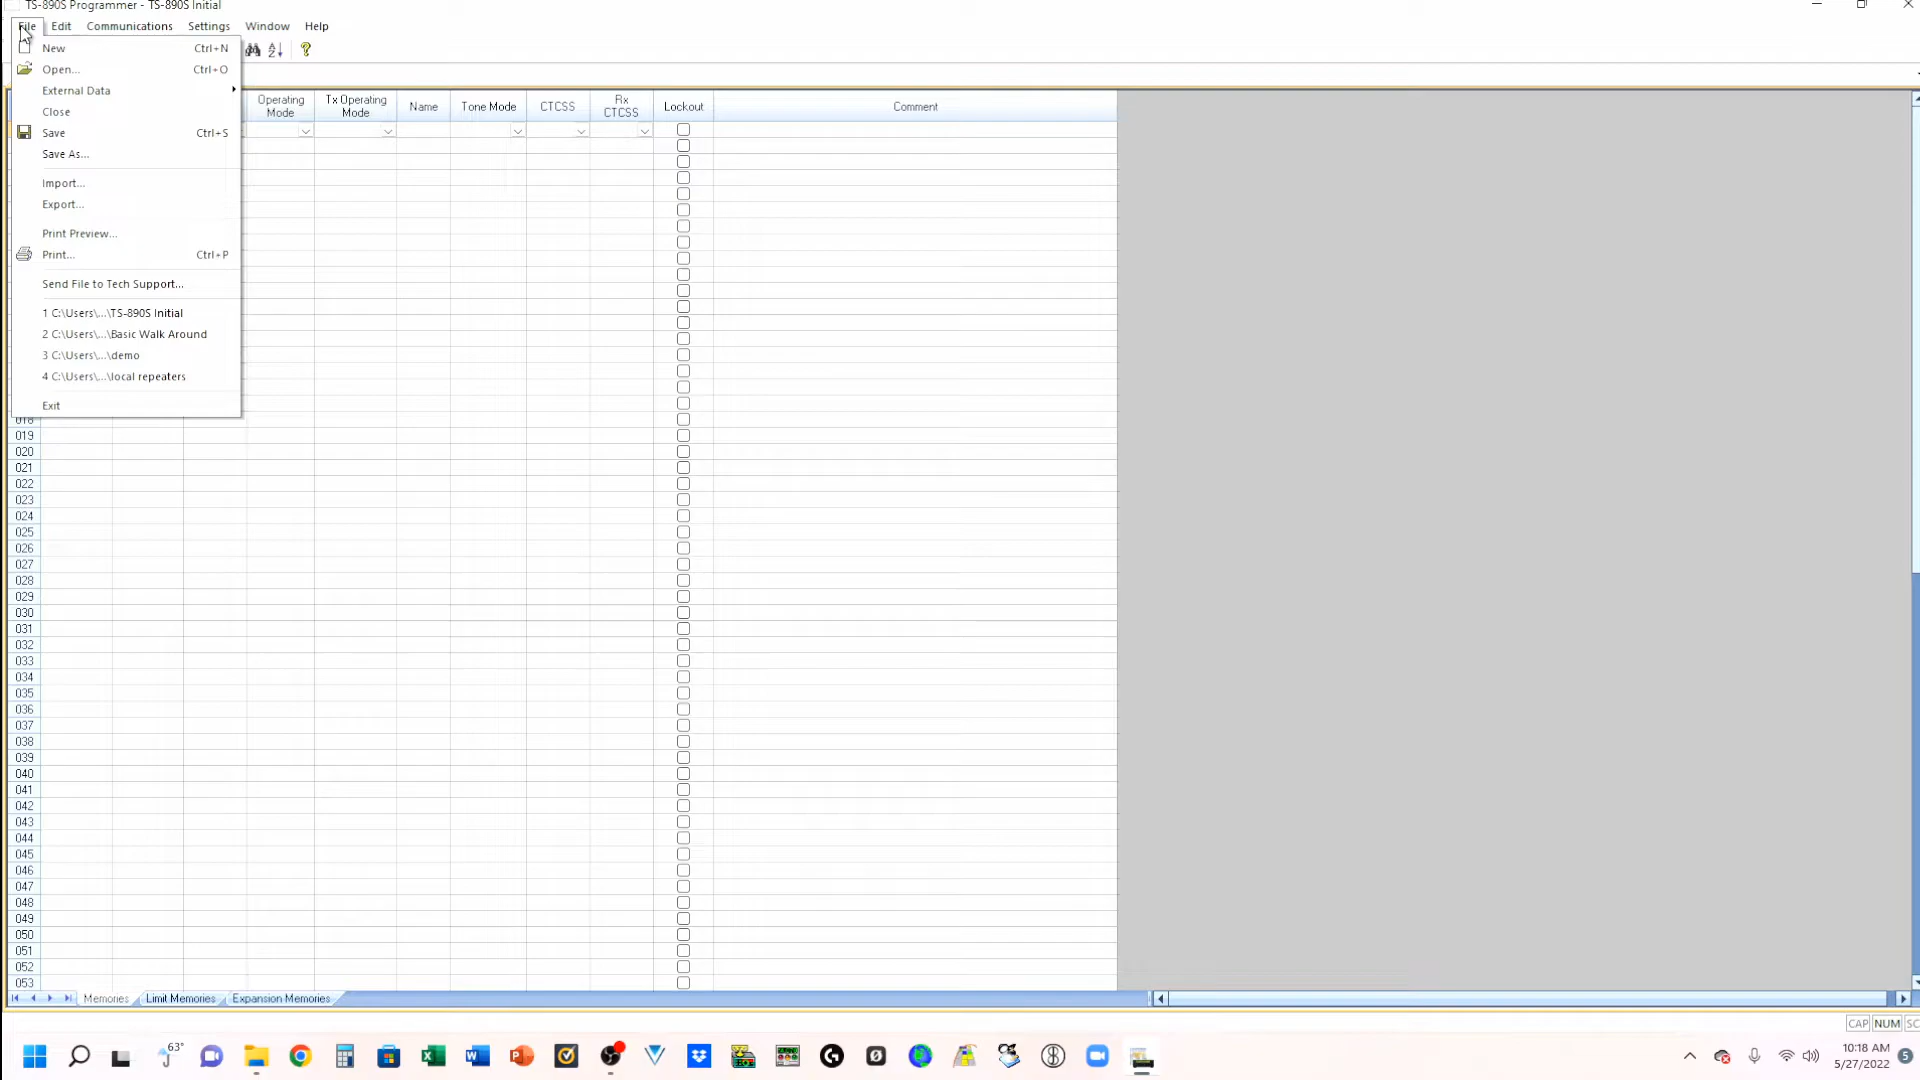 TS-890S Programmer - TS-890S Initial
File Edit Communications Settings Window Help
New Ctrl+N
Open... Ctrl+O
External Data
Close
Save Ctrl+S
Save As...
Import...
Export...
Print Preview...
Print... Ctrl+P
Send File to Tech Support...
1 C:\Users\...\TS-890S Initial
2 C:\Users\...\Basic Walk Around
3 C:\Users\...\demo
4 C:\Users\...\local repeaters
Exit
Operating Mode Tx Operating Mode Name Tone Mode CTCSS Rx CTCSS Lockout Comment
018
019
020
021
022
023
024
025
026
027
028
029
030
031
032
033
034
035
036
037
038
039
040
041
042
043
044
045
046
047
048
049
050
051
052
053
Memories Limit Memories Expansion Memories
CAP NUM SC
63°
10:18 AM
5/27/2022
5